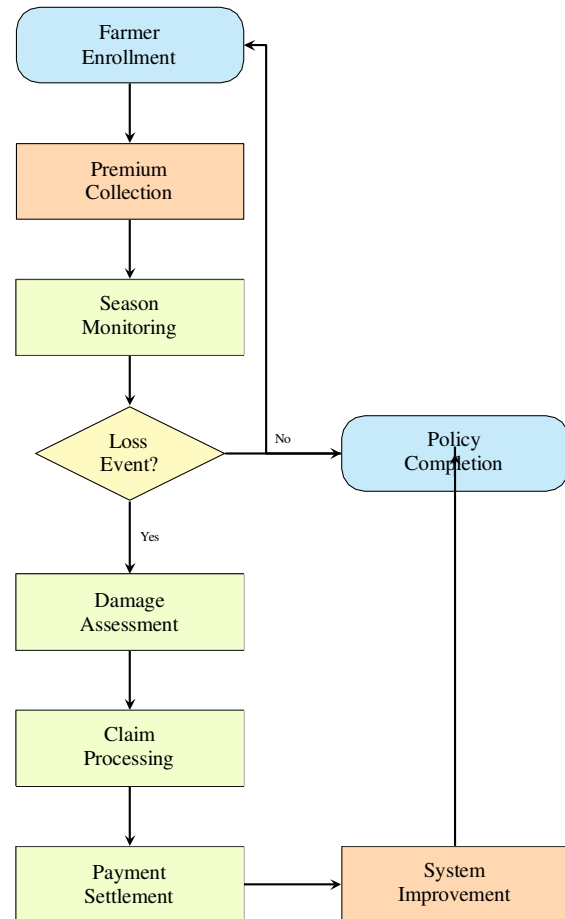 Farmer
Enrollment
Premium
Collection
Season
Monitoring
Loss
Event?
No
Policy
Completion
Yes
Damage
Assessment
Claim
Processing
Payment
Settlement
System
Improvement